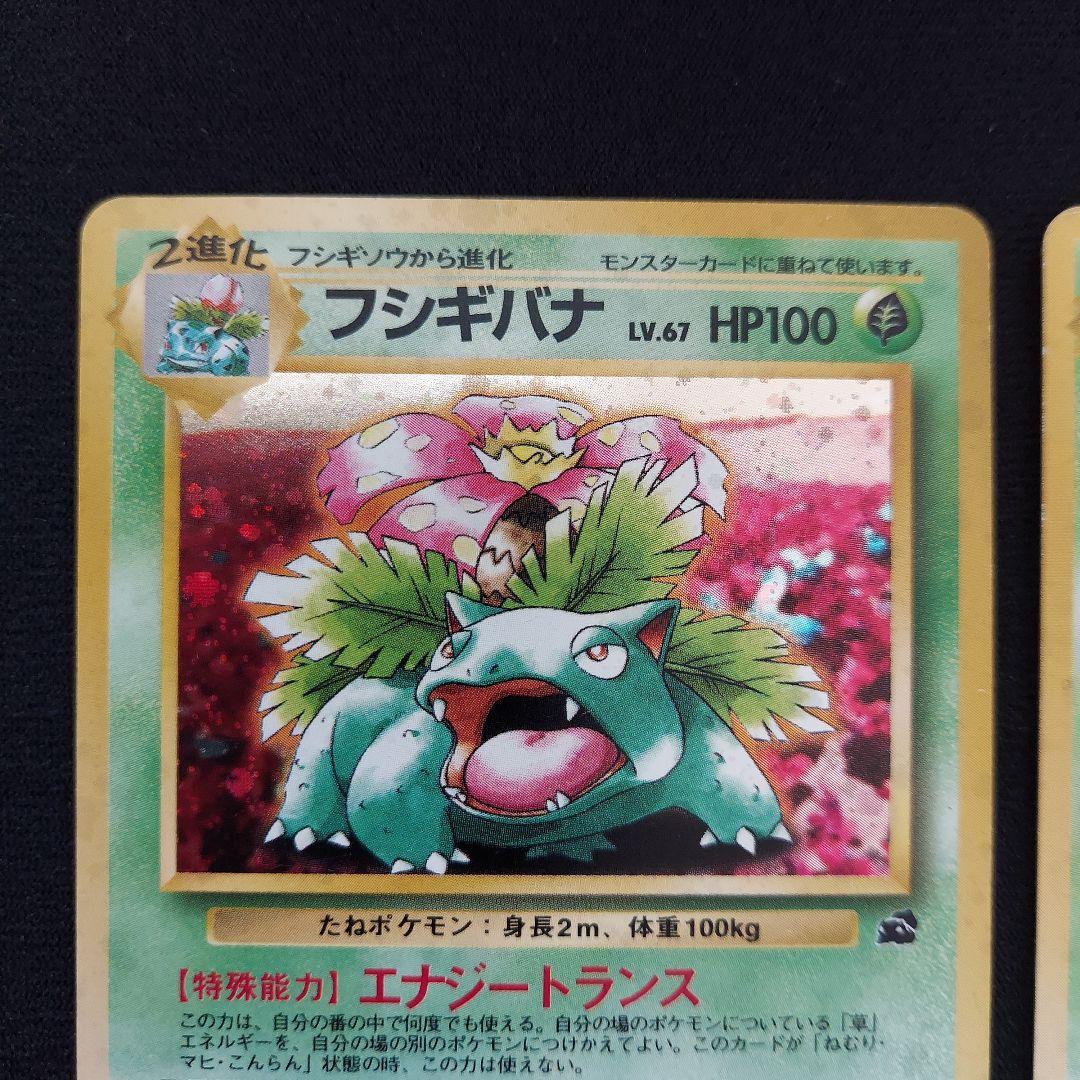 2進化
フシギソウから進化
モンスターカードに重ねて使います。
フシギバナ LV.67 HP100
たねポケモン：身長2m、体重100kg
【特殊能力】エナジートランス
この力は、自分の番の中で何度でも使える。自分の場のポケモンについている「草」
エネルギーを、自分の場の別のポケモンにつけかえてよい。このカードが「ねむり・
マヒ・こんらん」状態の時、この力は使えない。